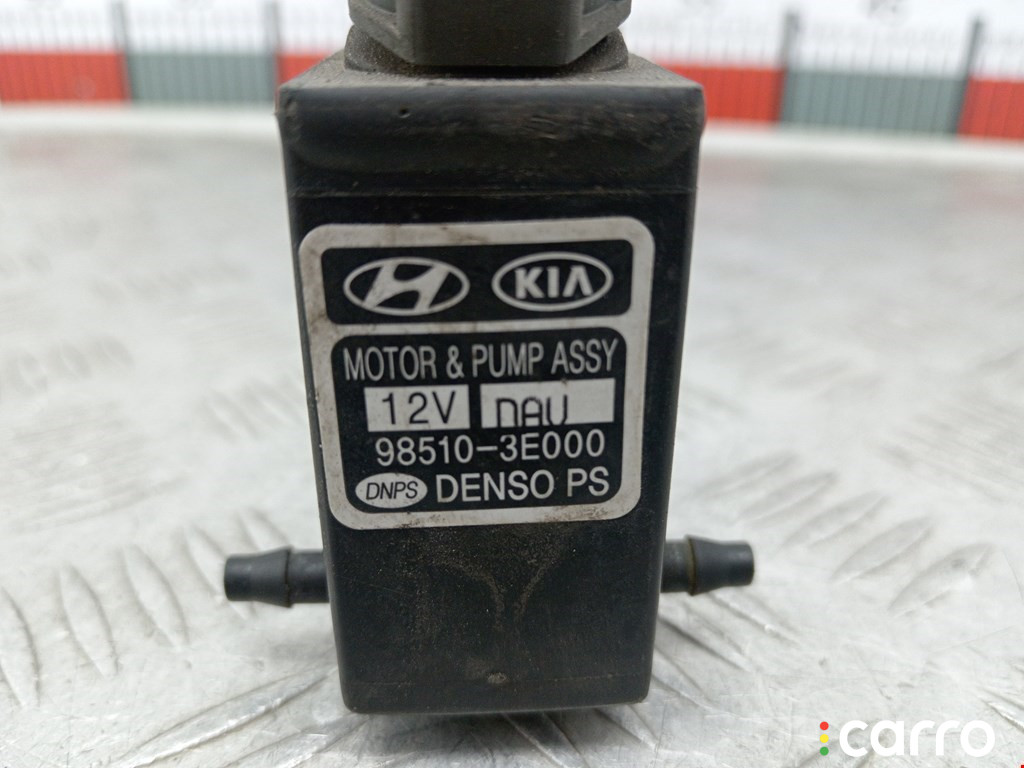 KIA
MOTOR & PUMP ASSY
12V NAU
98510-3E000
DNPS DENSO PS
carro